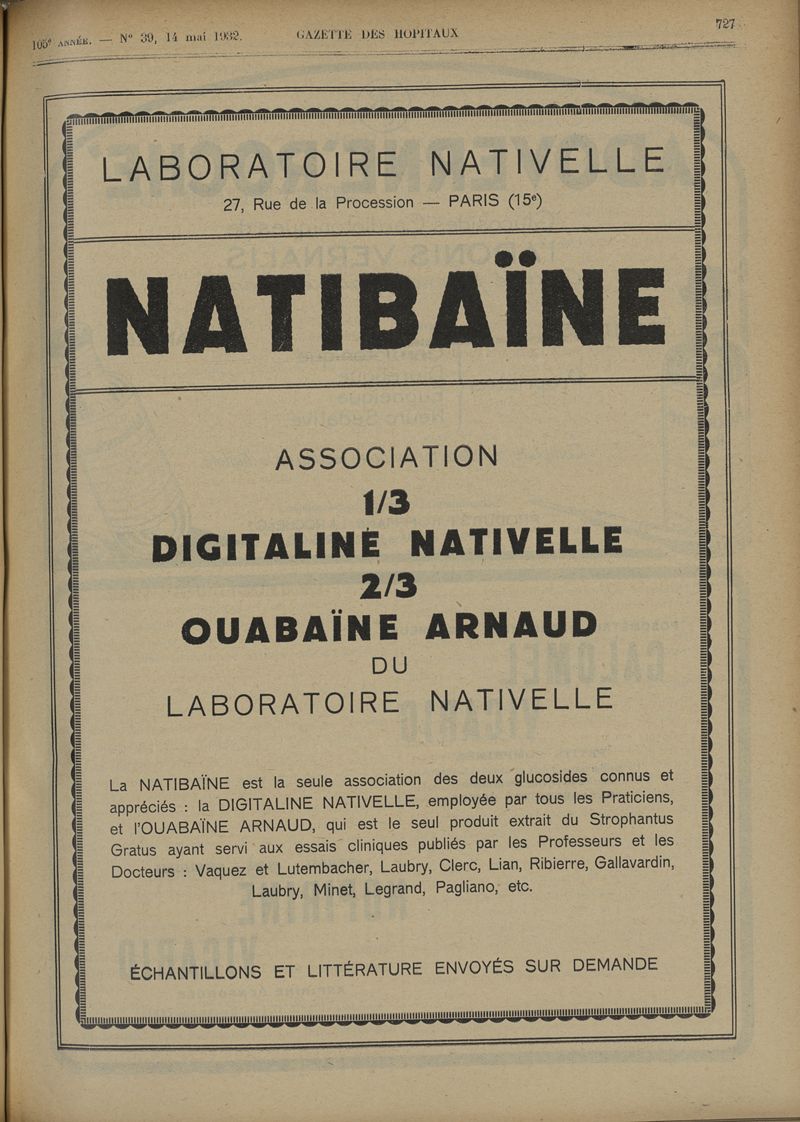 105e ANNÉE. — No 39, 14 mai 1932. GAZETTE DES HOPITAUX 727
LABORATOIRE NATIVELLE
27, Rue de la Procession — PARIS (15e)
NATIBAÏNE
ASSOCIATION
1/3
DIGITALINE NATIVELLE
2/3
OUABAÏNE ARNAUD
DU
LABORATOIRE NATIVELLE
La NATIBAÏNE est la seule association des deux glucosides connus et
appréciés : la DIGITALINE NATIVELLE, employée par tous les Praticiens,
et l'OUABAÏNE ARNAUD, qui est le seul produit extrait du Strophantus
Gratus ayant servi aux essais cliniques publiés par les Professeurs et les
Docteurs : Vaquez et Lutembacher, Laubry, Clerc, Lian, Ribierre, Gallavardin,
Laubry, Minet, Legrand, Pagliano, etc.
ÉCHANTILLONS ET LITTÉRATURE ENVOYÉS SUR DEMANDE